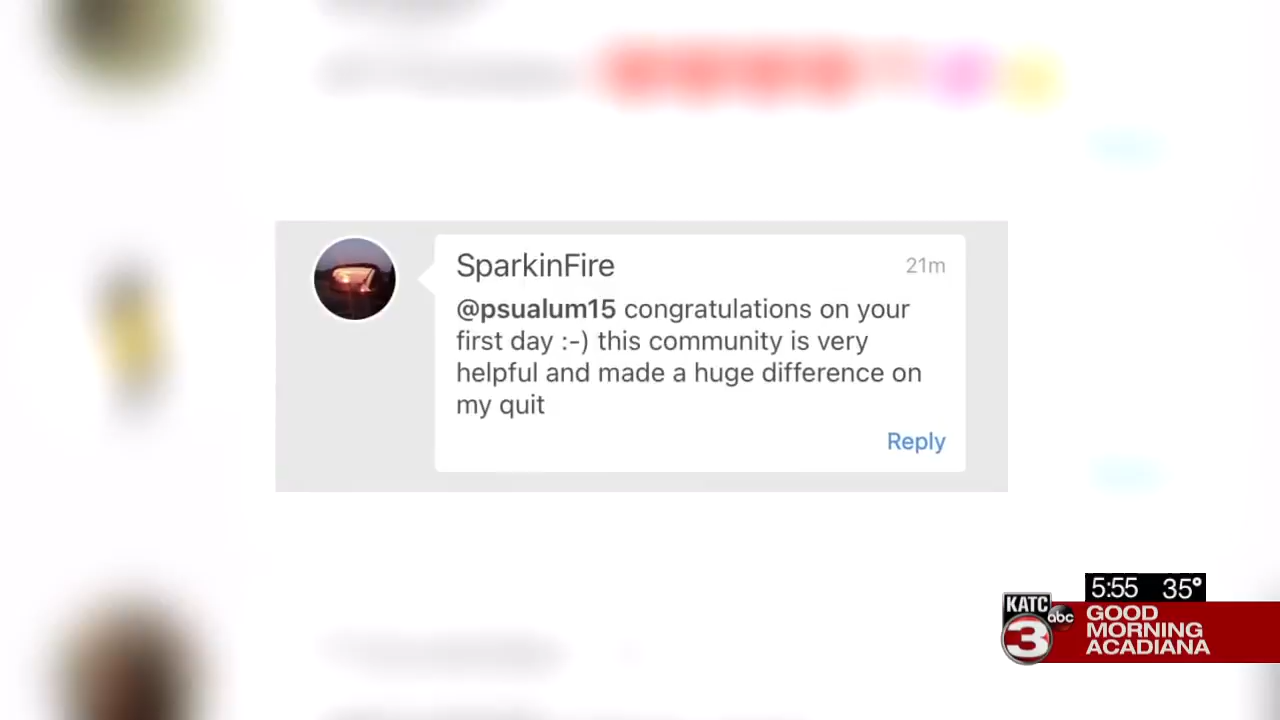 SparkinFire 21m
@psualum15 congratulations on your
first day :-) this community is very
helpful and made a huge difference on
my quit
Reply
5:55 35°
KATC abc
3
GOOD
MORNING
ACADIANA